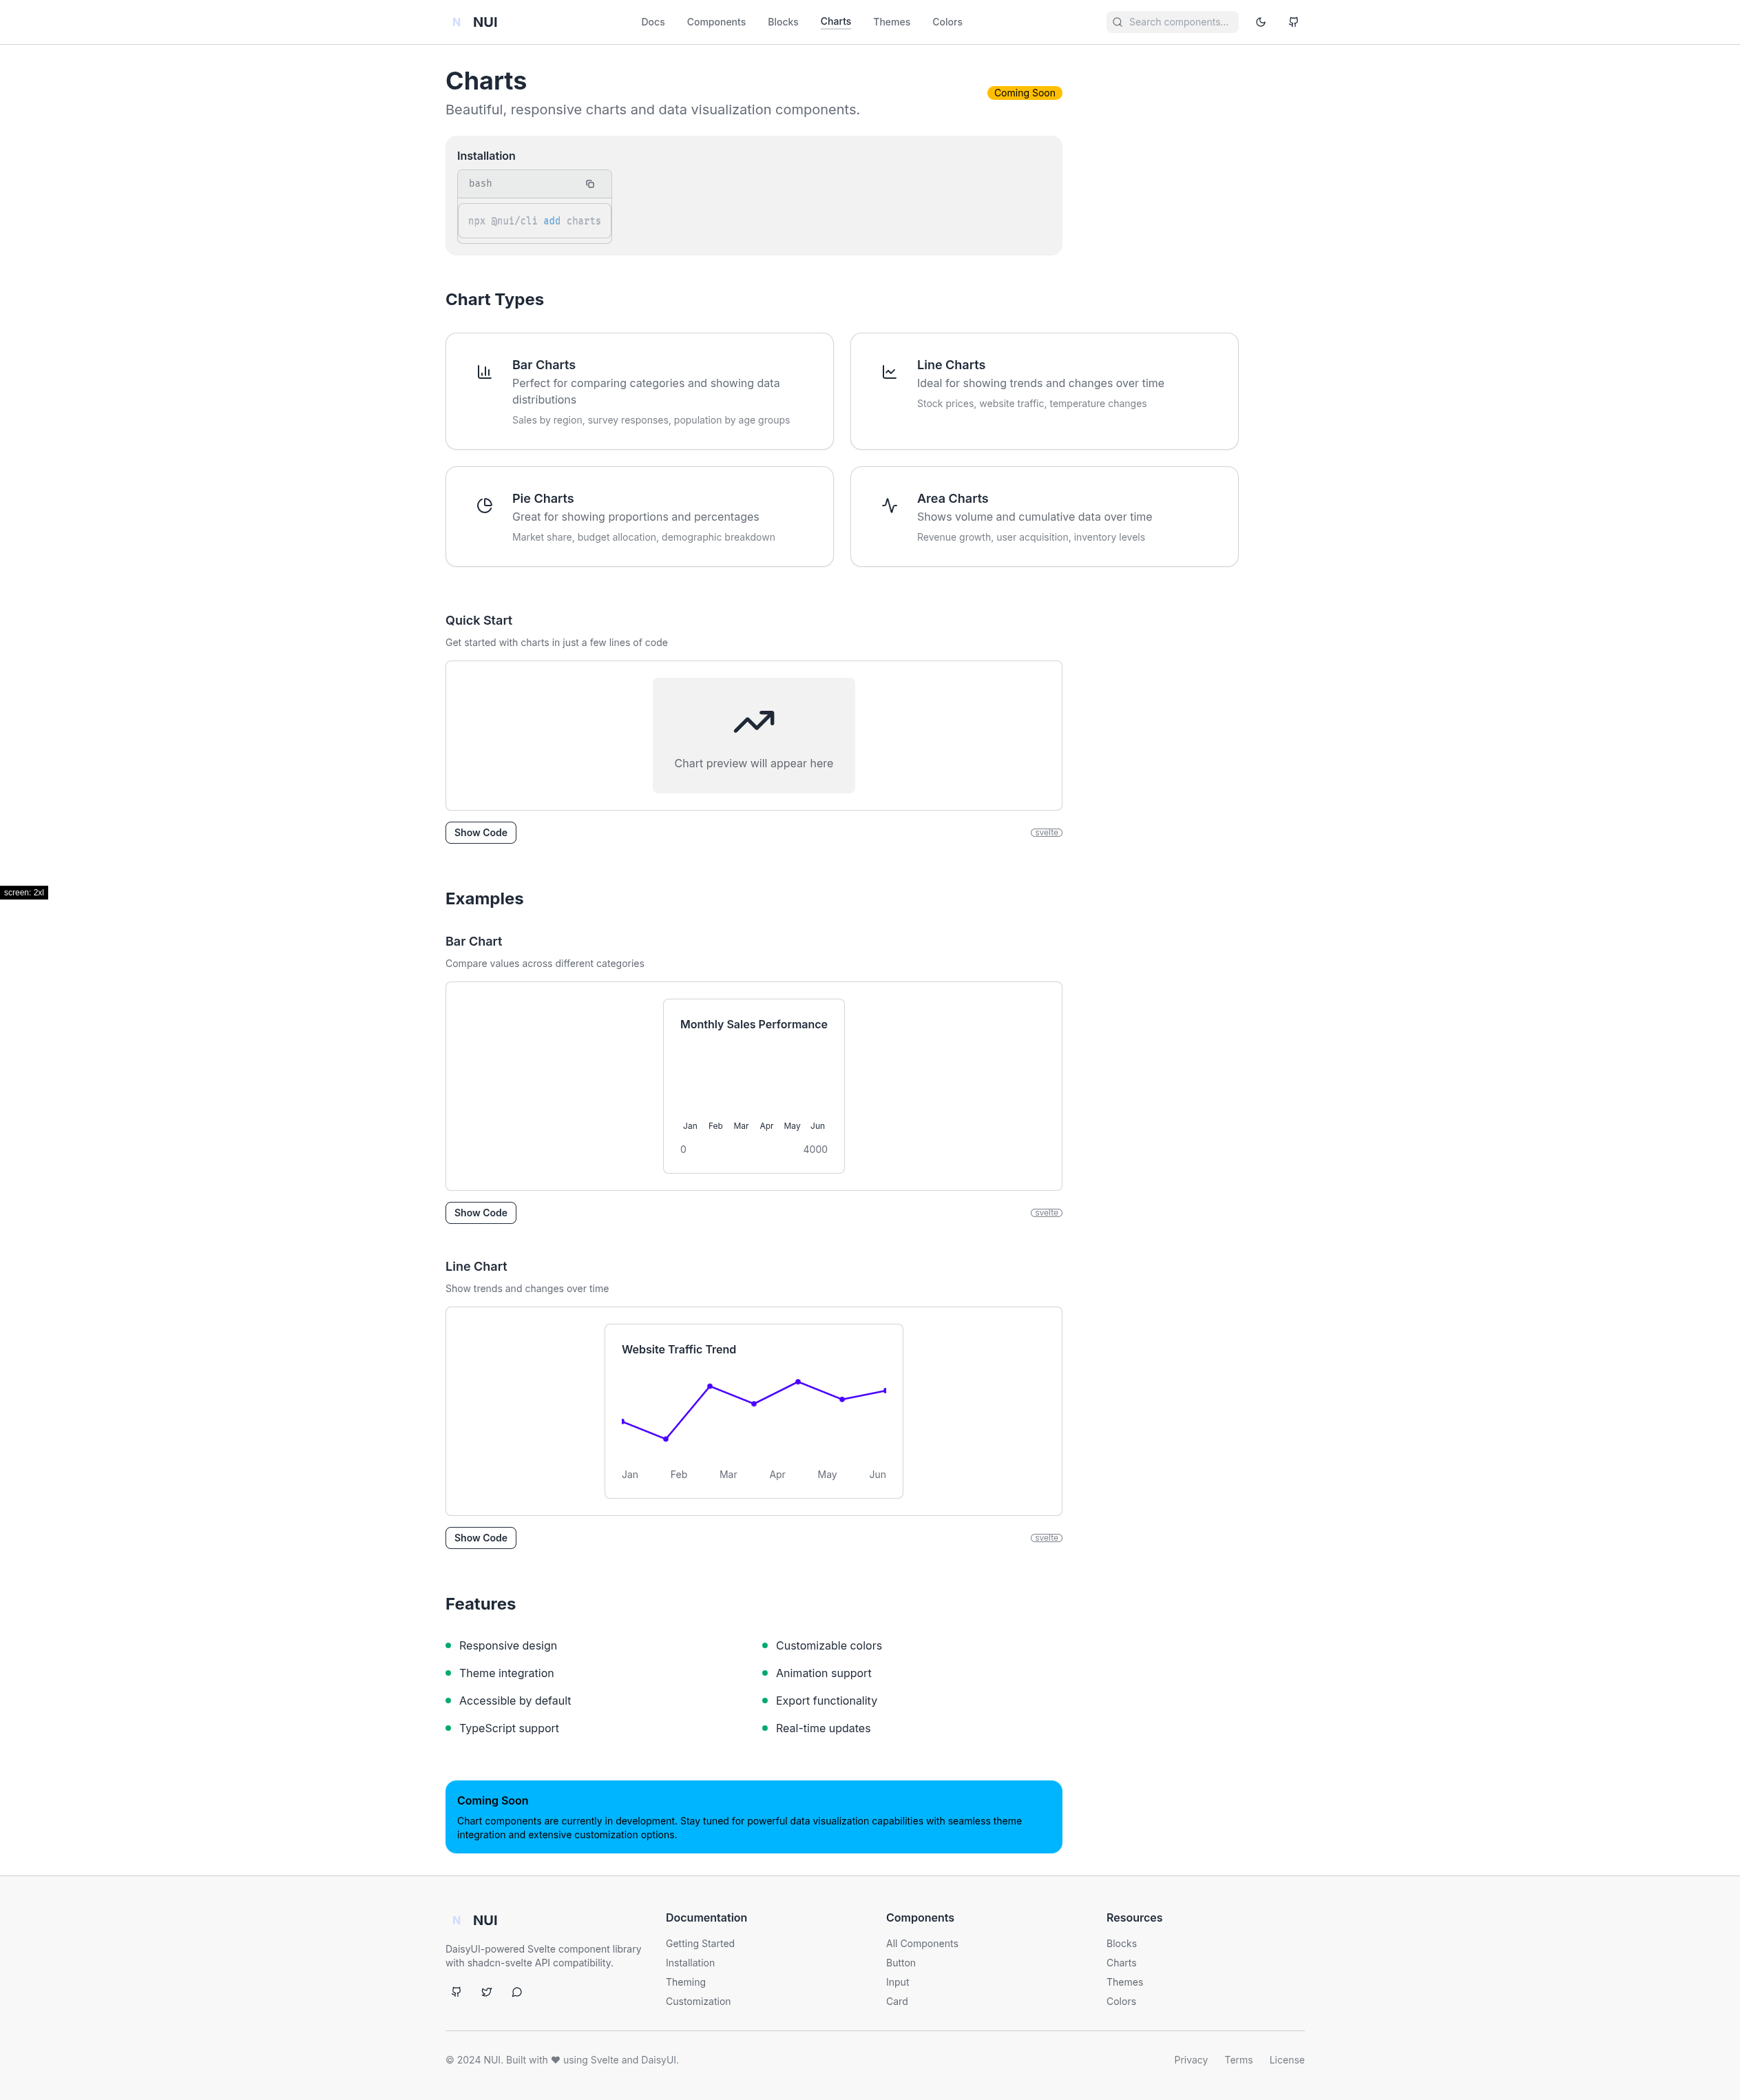 N NUI
Docs Components Blocks Charts Themes Colors
Search components...
Charts
Beautiful, responsive charts and data visualization components.
Coming Soon
Installation
bash
npx @nui/cli add charts
Chart Types
Bar Charts
Perfect for comparing categories and showing data
distributions
Sales by region, survey responses, population by age groups
Line Charts
Ideal for showing trends and changes over time
Stock prices, website traffic, temperature changes
Pie Charts
Great for showing proportions and percentages
Market share, budget allocation, demographic breakdown
Area Charts
Shows volume and cumulative data over time
Revenue growth, user acquisition, inventory levels
Quick Start
Get started with charts in just a few lines of code
Chart preview will appear here
Show Code
svelte
screen: 2xl
Examples
Bar Chart
Compare values across different categories
Monthly Sales Performance
Jan Feb Mar Apr May Jun
0 4000
Show Code
svelte
Line Chart
Show trends and changes over time
Website Traffic Trend
Jan Feb Mar Apr May Jun
Show Code
svelte
Features
Responsive design
Customizable colors
Theme integration
Animation support
Accessible by default
Export functionality
TypeScript support
Real-time updates
Coming Soon
Chart components are currently in development. Stay tuned for powerful data visualization capabilities with seamless theme
integration and extensive customization options.
N NUI
DaisyUI-powered Svelte component library
with shadcn-svelte API compatibility.
Documentation
Getting Started
Installation
Theming
Customization
Components
All Components
Button
Input
Card
Resources
Blocks
Charts
Themes
Colors
© 2024 NUI. Built with ❤ using Svelte and DaisyUI.
Privacy Terms License